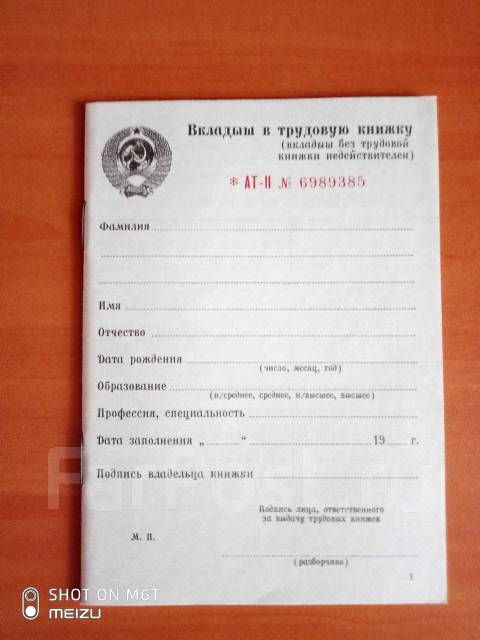 Вкладыш в трудовую книжку
(вкладыш без трудовой
книжки недействителен)
* АТ-II № 6989385
Фамилия
Имя
Отчество
Дата рождения
(число, месяц, год)
Образование
(н/среднее, среднее, н/высшее, высшее)
Профессия, специальность
Дата заполнения „ “ 19 г.
Подпись владельца книжки
Подпись лица, ответственного
за выдачу трудовых книжек
М. П.
(разборчиво)
1
FarPost.ru
SHOT ON M6T
MEIZU